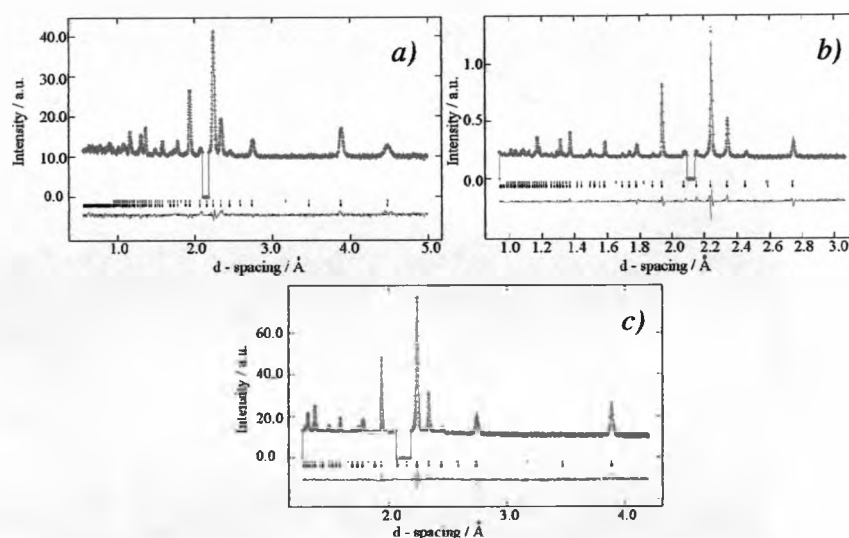 a)
Intensity / a.u.
40.0
30.0
20.0
10.0
0.0
1.0 2.0 3.0 4.0 5.0
d - spacing / Å
b)
Intensity / a.u.
1.0
0.5
0.0
1.0 1.2 1.4 1.6 1.8 2.0 2.2 2.4 2.6 2.8 3.0
d - spacing / Å
c)
Intensity / a.u.
60.0
40.0
20.0
0.0
2.0 3.0 4.0
d - spacing / Å